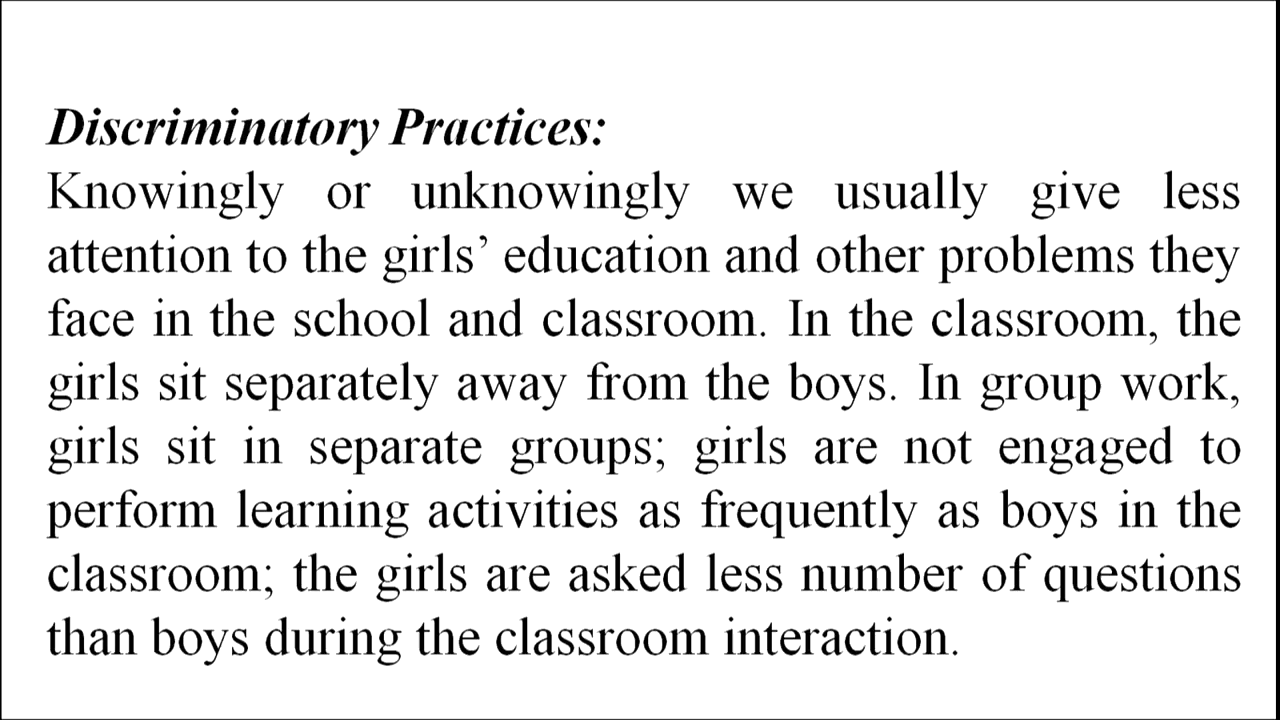 Discriminatory Practices:
Knowingly or unknowingly we usually give less
attention to the girls’ education and other problems they
face in the school and classroom. In the classroom, the
girls sit separately away from the boys. In group work,
girls sit in separate groups; girls are not engaged to
perform learning activities as frequently as boys in the
classroom; the girls are asked less number of questions
than boys during the classroom interaction.